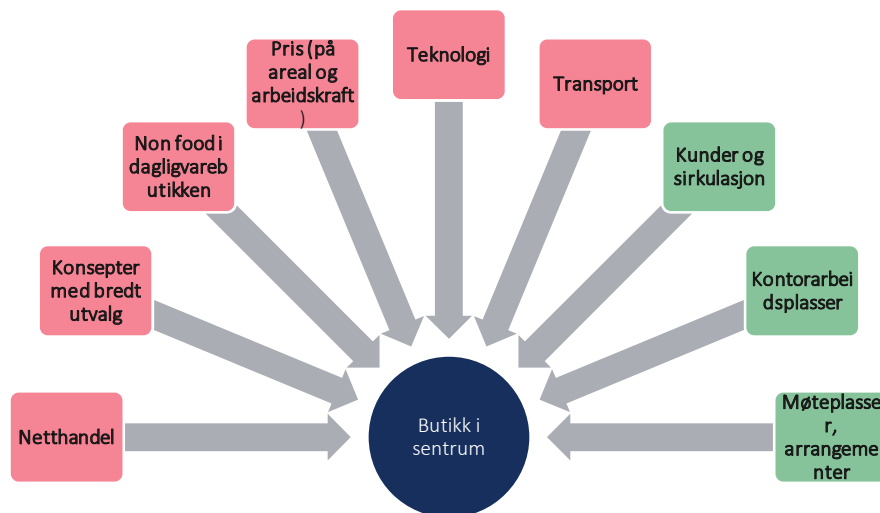 Netthandel
Konsepter
med bredt
utvalg
Non food i
dagligvareb
utikken
Pris (på
areal og
arbeidskraft
)
Teknologi
Transport
Kunder og
sirkulasjon
Kontorarbei
dsplasser
Møteplasse
r,
arrangeme
nter
Butikk i
sentrum